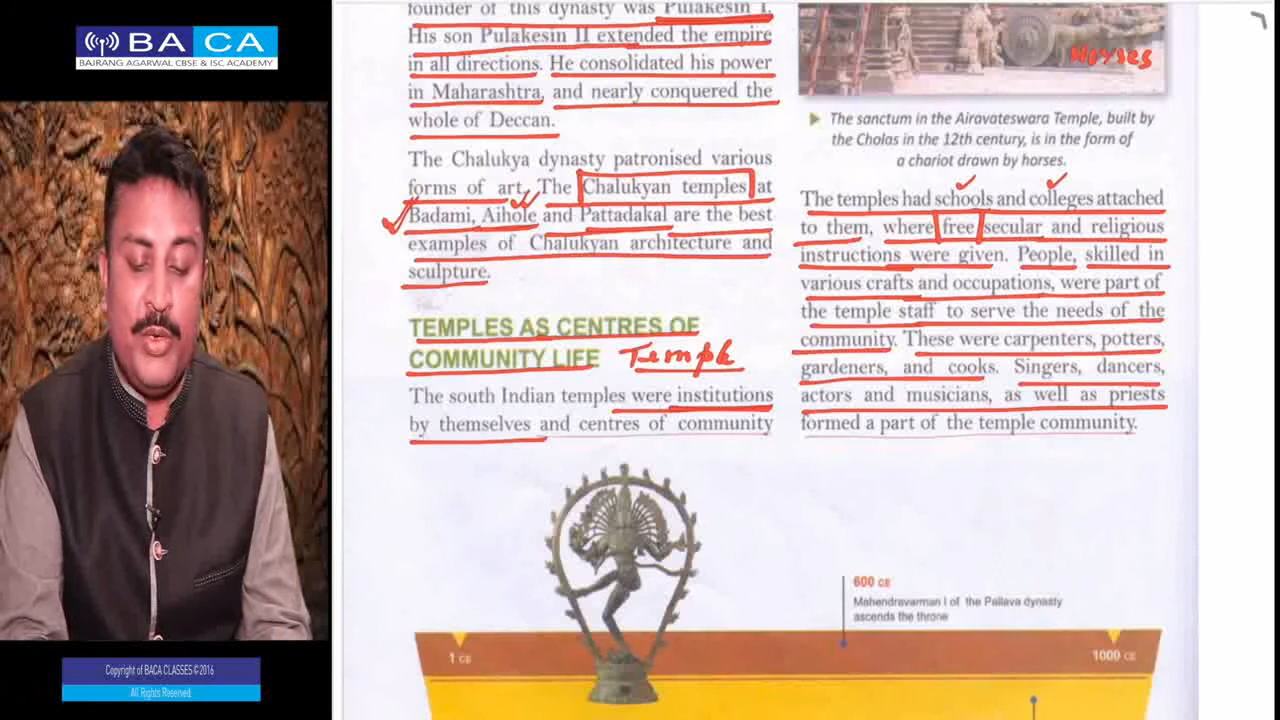 BACA
BAJRANG AGARWAL CBSE & ISC ACADEMY
founder of this dynasty was Pulakesin I.
His son Pulakesin II extended the empire
in all directions. He consolidated his power
in Maharashtra, and nearly conquered the
whole of Deccan.
The Chalukya dynasty patronised various
forms of art. The Chalukyan temples at
Badami, Aihole and Pattadakal are the best
examples of Chalukyan architecture and
sculpture.
TEMPLES AS CENTRES OF
COMMUNITY LIFE Temple
The south Indian temples were institutions
by themselves and centres of community
Horses
The sanctum in the Airavateswara Temple, built by
the Cholas in the 12th century, is in the form of
a chariot drawn by horses.
The temples had schools and colleges attached
to them, where free secular and religious
instructions were given. People, skilled in
various crafts and occupations, were part of
the temple staff to serve the needs of the
community. These were carpenters, potters,
gardeners, and cooks. Singers, dancers,
actors and musicians, as well as priests
formed a part of the temple community.
600 CE
Mahendravarman I of the Pallava dynasty
ascends the throne
1 CE
1000 CE
Copyright of BACA CLASSES ©2016
All Rights Reserved